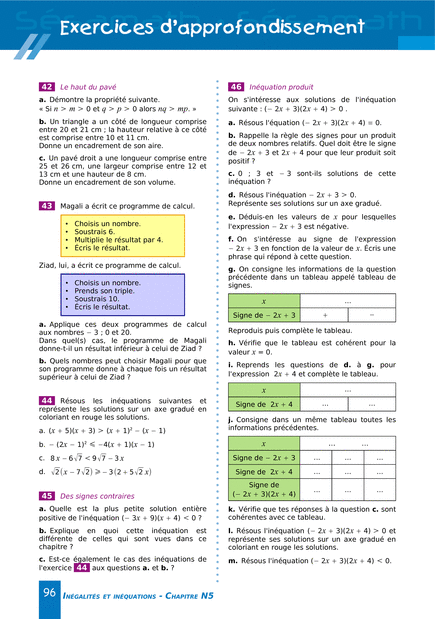 Exercices d'approfondissement
42 Le haut du pavé
a. Démontre la propriété suivante.
« Si n > m > 0 et q > p > 0 alors nq > mp. »
b. Un triangle a un côté de longueur comprise
entre 20 et 21 cm ; la hauteur relative à ce côté
est comprise entre 10 et 11 cm.
Donne un encadrement de son aire.
c. Un pavé droit a une longueur comprise entre
25 et 26 cm, une largeur comprise entre 12 et
13 cm et une hauteur de 8 cm.
Donne un encadrement de son volume.
43 Magali a écrit ce programme de calcul.
• Choisis un nombre.
• Soustrais 6.
• Multiplie le résultat par 4.
• Écris le résultat.
Ziad, lui, a écrit ce programme de calcul.
• Choisis un nombre.
• Prends son triple.
• Soustrais 10.
• Écris le résultat.
a. Applique ces deux programmes de calcul
aux nombres − 3 ; 0 et 20.
Dans quel(s) cas, le programme de Magali
donne-t-il un résultat inférieur à celui de Ziad ?
b. Quels nombres peut choisir Magali pour que
son programme donne à chaque fois un résultat
supérieur à celui de Ziad ?
44 Résous les inéquations suivantes et
représente les solutions sur un axe gradué en
coloriant en rouge les solutions.
a. (x + 5)(x + 3) > (x + 1)² − (x − 1)
b. − (2x − 1)² ⩽ −4(x + 1)(x − 1)
c. 8 x − 6√7 < 9√7 − 3 x
d. √2(x − 7√2) ⩾ − 3(2 + 5√2 x)
45 Des signes contraires
a. Quelle est la plus petite solution entière
positive de l'inéquation (− 3x + 9)(x + 4) < 0 ?
b. Explique en quoi cette inéquation est
différente de celles qui sont vues dans ce
chapitre ?
c. Est-ce également le cas des inéquations de
l'exercice 44 aux questions a. et b. ?
46 Inéquation produit
On s'intéresse aux solutions de l'inéquation
suivante : (− 2x + 3)(2x + 4) > 0 .
a. Résous l'équation (− 2x + 3)(2x + 4) = 0.
b. Rappelle la règle des signes pour un produit
de deux nombres relatifs. Quel doit être le signe
de − 2x + 3 et 2x + 4 pour que leur produit soit
positif ?
c. 0 ; 3 et − 3 sont-ils solutions de cette
inéquation ?
d. Résous l'inéquation − 2x + 3 > 0.
Représente ses solutions sur un axe gradué.
e. Déduis-en les valeurs de x pour lesquelles
l'expression − 2x + 3 est négative.
f. On s'intéresse au signe de l'expression
− 2x + 3 en fonction de la valeur de x. Écris une
phrase qui répond à cette question.
g. On consigne les informations de la question
précédente dans un tableau appelé tableau de
signes.
x ...
Signe de − 2x + 3 + −
Reproduis puis complète le tableau.
h. Vérifie que le tableau est cohérent pour la
valeur x = 0.
i. Reprends les questions de d. à g. pour
l'expression 2x + 4 et complète le tableau.
x ...
Signe de 2x + 4 ... ...
j. Consigne dans un même tableau toutes les
informations précédentes.
x ... ...
Signe de − 2x + 3 ... ... ...
Signe de 2x + 4 ... ... ...
Signe de
(− 2x + 3)(2x + 4) ... ... ...
k. Vérifie que tes réponses à la question c. sont
cohérentes avec ce tableau.
l. Résous l'inéquation (− 2x + 3)(2x + 4) > 0 et
représente ses solutions sur un axe gradué en
coloriant en rouge les solutions.
m. Résous l'inéquation (− 2x + 3)(2x + 4) < 0.
96 INÉGALITÉS ET INÉQUATIONS - CHAPITRE N5